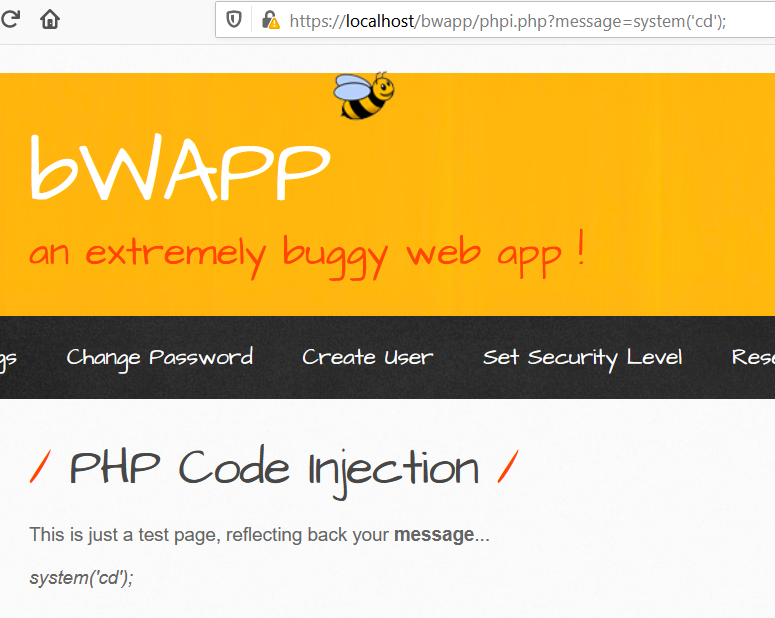 https://localhost/bwapp/phpi.php?message=system('cd');
bWAPP
an extremely buggy web app !
gs Change Password Create User Set Security Level Rese
/ PHP Code Injection /
This is just a test page, reflecting back your message...
system('cd');